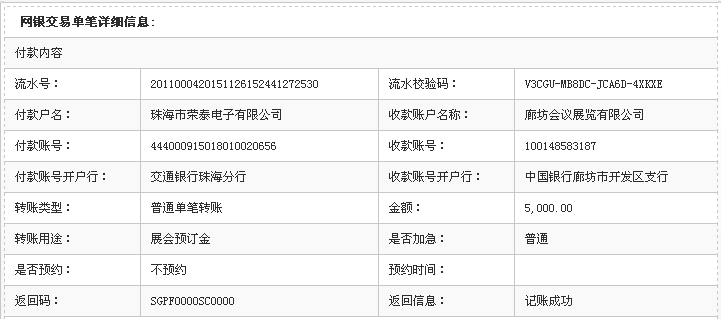 网银交易单笔详细信息:
付款内容
流水号： 2011000420151126152441272530 流水校验码： V3CGU-MB8DC-JCA6D-4XKXE
付款户名： 珠海市荣泰电子有限公司 收款账户名称： 廊坊会议展览有限公司
付款账号： 444000915018010020656 收款账号： 100148583187
付款账号开户行： 交通银行珠海分行 收款账号开户行： 中国银行廊坊市开发区支行
转账类型： 普通单笔转账 金额： 5,000.00
转账用途： 展会预订金 是否加急： 普通
是否预约： 不预约 预约时间：
返回码： SGPF0000SC0000 返回信息： 记账成功